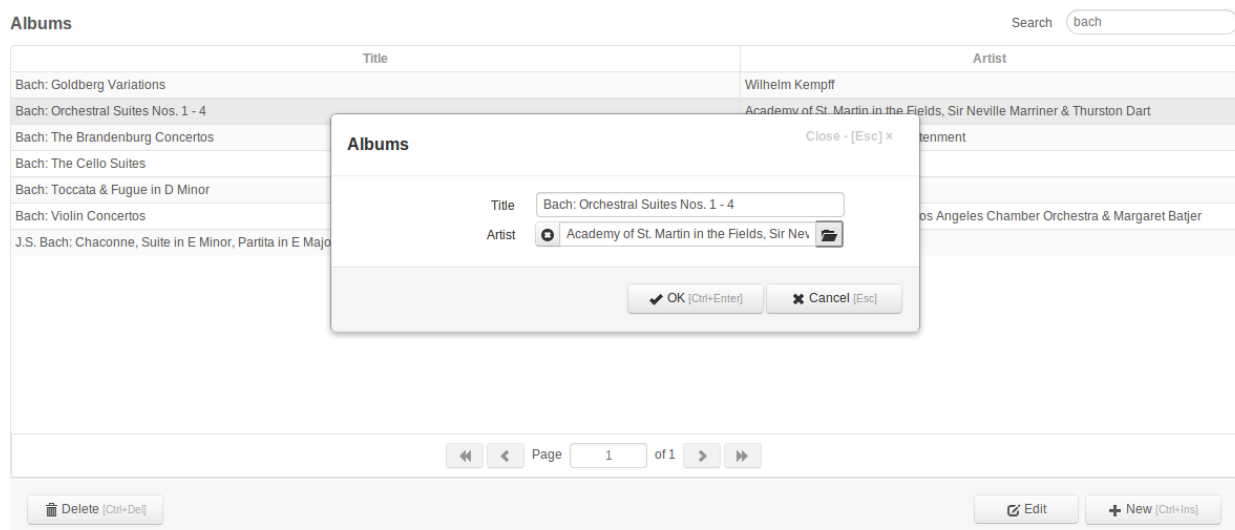 Albums Search bach
Title Artist
Bach: Goldberg Variations Wilhelm Kempff
Bach: Orchestral Suites Nos. 1 - 4 Academy of St. Martin in the Fields, Sir Neville Marriner & Thurston Dart
Bach: The Brandenburg Concertos
Bach: The Cello Suites
Bach: Toccata & Fugue in D Minor
Bach: Violin Concertos os Angeles Chamber Orchestra & Margaret Batjer
J.S. Bach: Chaconne, Suite in E Minor, Partita in E Majo
Albums Close - [Esc] ×
Title Bach: Orchestral Suites Nos. 1 - 4
Artist Academy of St. Martin in the Fields, Sir Nev
OK [Ctrl+Enter] Cancel [Esc]
Page 1 of 1
Delete [Ctrl+Del] Edit New [Ctrl+Ins]